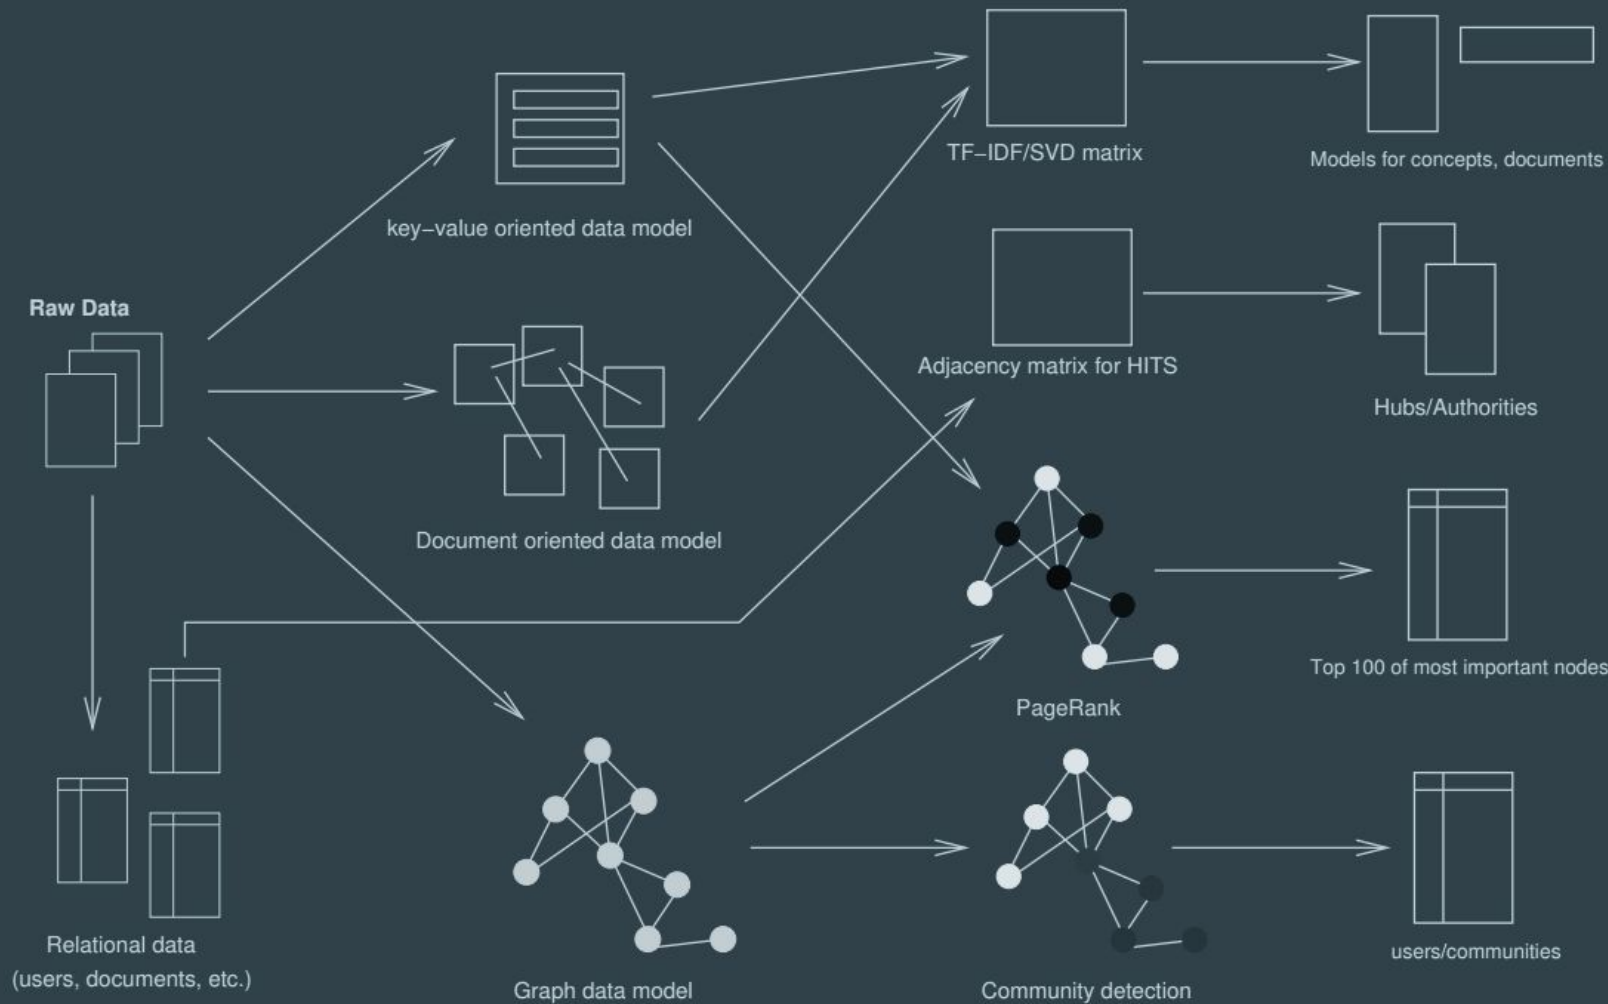 TF−IDF/SVD matrix
Models for concepts, documents
key−value oriented data model
Raw Data
Adjacency matrix for HITS
Hubs/Authorities
Document oriented data model
Top 100 of most important nodes
PageRank
Relational data
(users, documents, etc.)
users/communities
Graph data model
Community detection